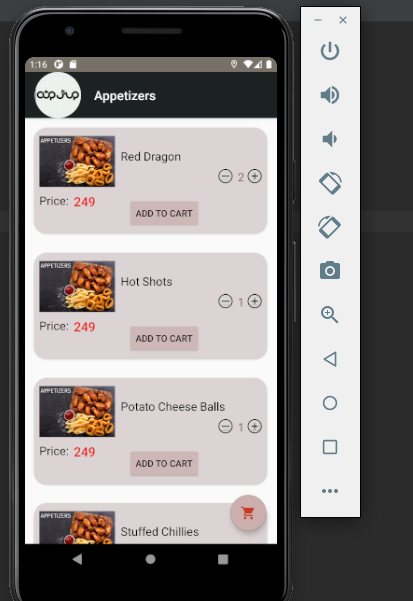 1:16
Appetizers
APPETIZERS
Red Dragon
2
Price: 249
ADD TO CART
APPETIZERS
Hot Shots
1
Price: 249
ADD TO CART
APPETIZERS
Potato Cheese Balls
1
Price: 249
ADD TO CART
APPETIZERS
Stuffed Chillies